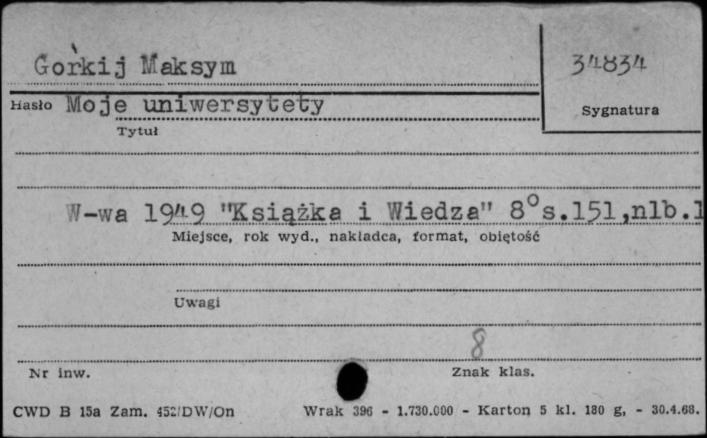 Gorkij Maksym
34834
Hasło Moje uniwersytety
Sygnatura
Tytuł
W-wa 1949 "Książka i Wiedza" 8° s.151,nlb.1
Miejsce, rok wyd., nakładca, format, obiętość
Uwagi
8
Nr inw.
Znak klas.
CWD B 15a Zam. 452/DW/On
Wrak 396 - 1.730.000 - Karton 5 kl. 180 g, - 30.4.68.